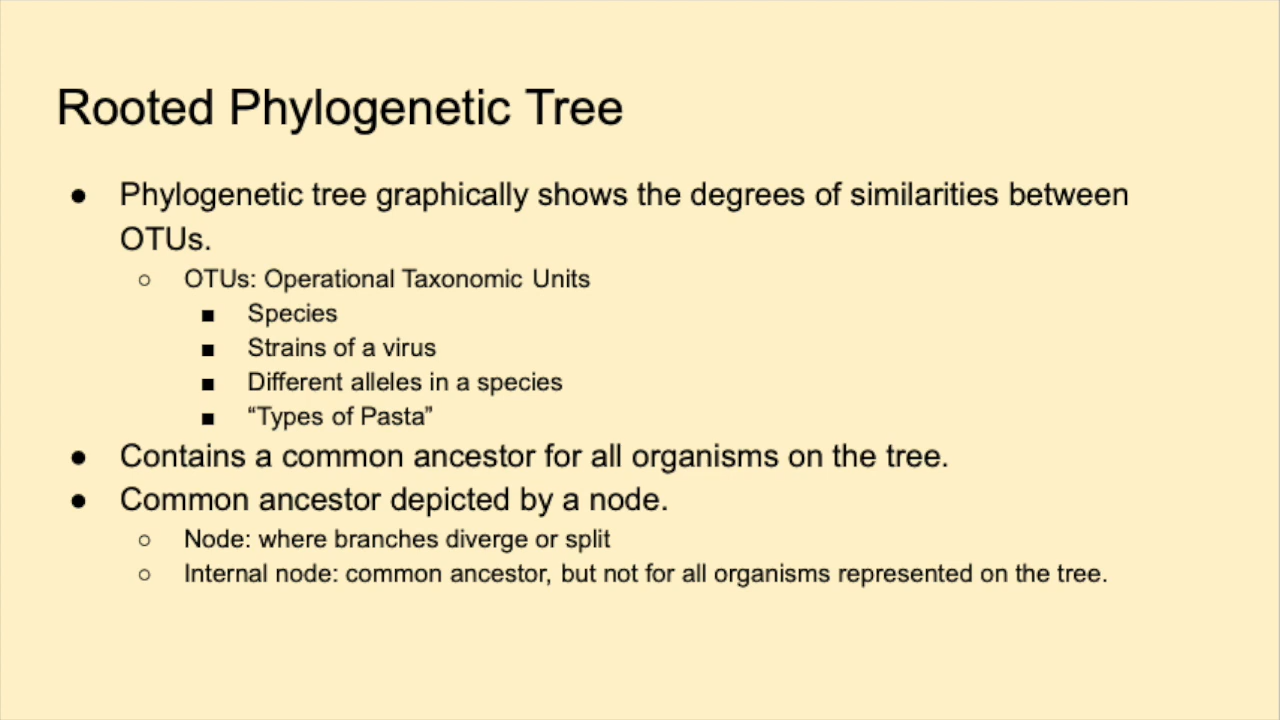 Rooted Phylogenetic Tree
● Phylogenetic tree graphically shows the degrees of similarities between
OTUs.
○ OTUs: Operational Taxonomic Units
■ Species
■ Strains of a virus
■ Different alleles in a species
■ “Types of Pasta”
● Contains a common ancestor for all organisms on the tree.
● Common ancestor depicted by a node.
○ Node: where branches diverge or split
○ Internal node: common ancestor, but not for all organisms represented on the tree.